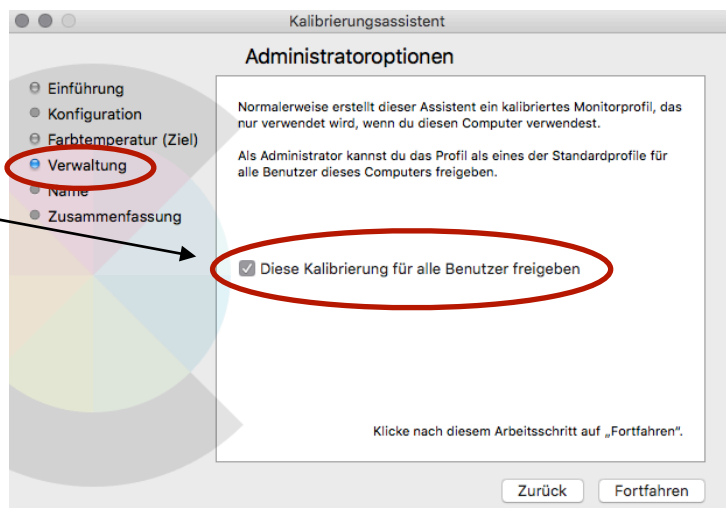 Kalibrierungsassistent
Administratoroptionen
Einführung
Konfiguration
Farbtemperatur (Ziel)
Verwaltung
Name
Zusammenfassung
Normalerweise erstellt dieser Assistent ein kalibriertes Monitorprofil, das
nur verwendet wird, wenn du diesen Computer verwendest.
Als Administrator kannst du das Profil als eines der Standardprofile für
alle Benutzer dieses Computers freigeben.
Diese Kalibrierung für alle Benutzer freigeben
Klicke nach diesem Arbeitsschritt auf „Fortfahren“.
Zurück
Fortfahren